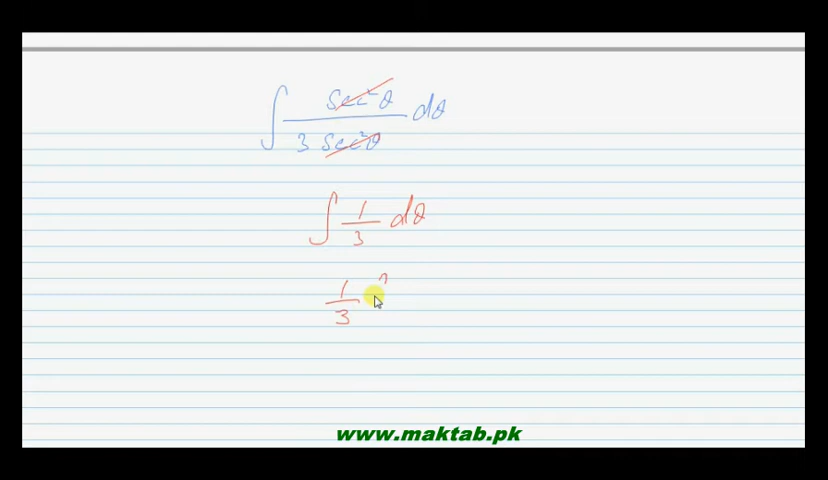 ∫ sec²θ / 3 sec²θ dθ
∫ 1/3 dθ
1/3
www.maktab.pk